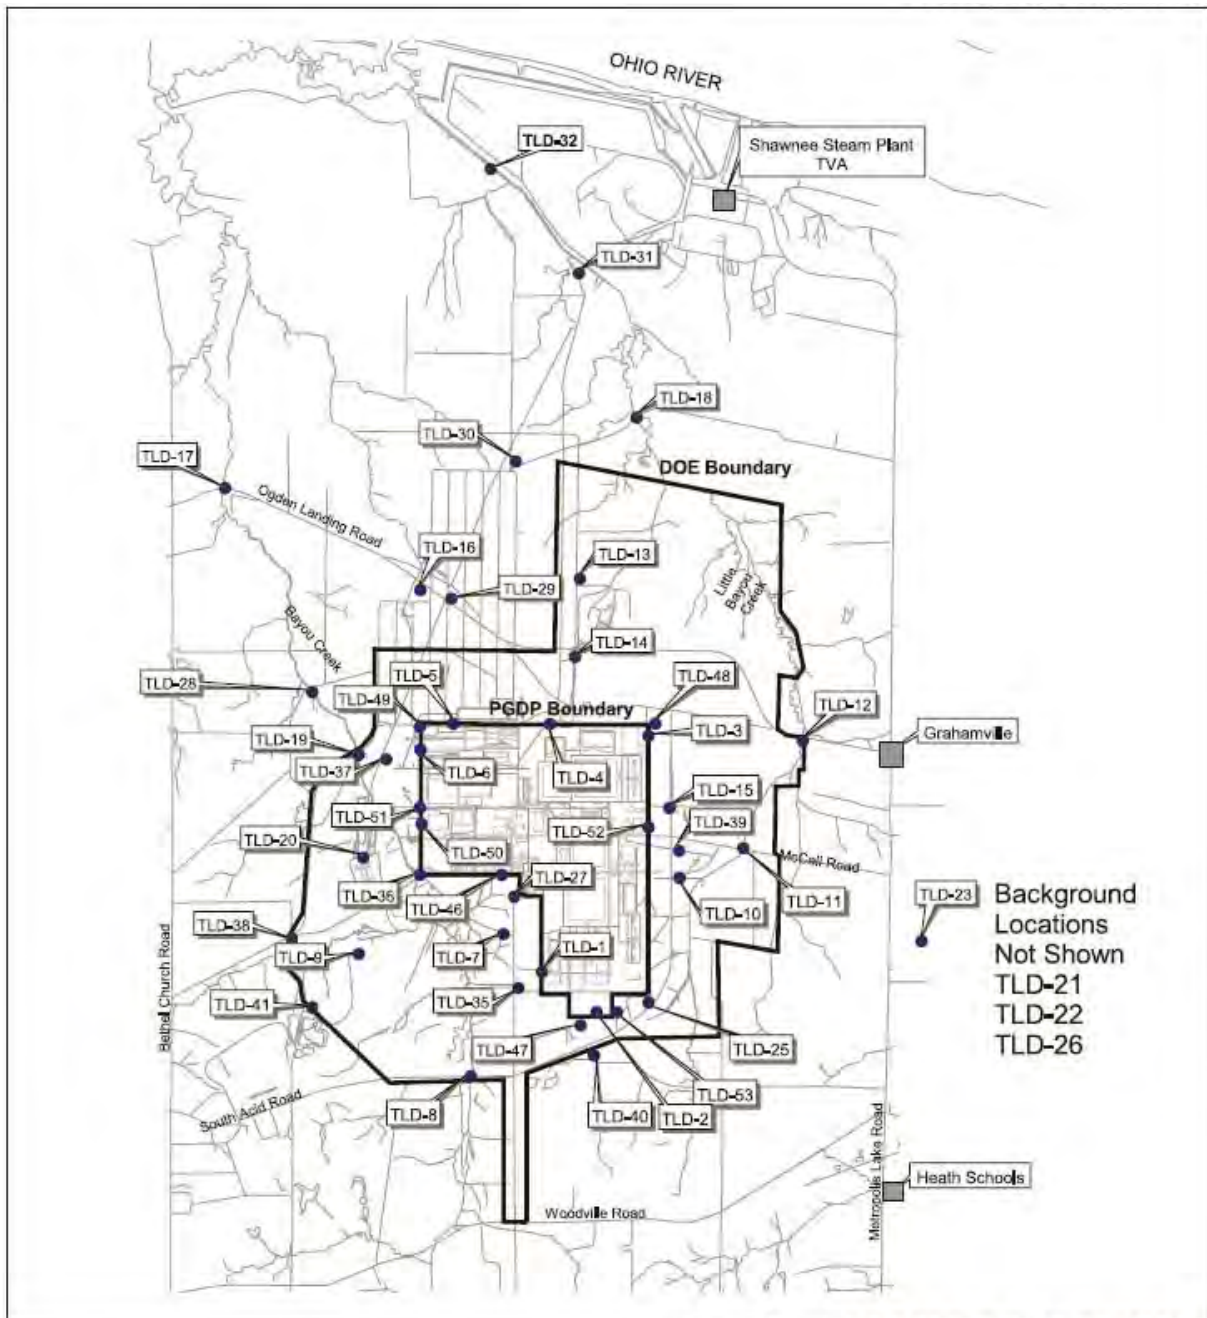 OHIO RIVER
TLD-32
Shawnee Steam Plant
TVA
TLD-31
TLD-18
TLD-30
TLD-17
DOE Boundary
Ogden Landing Road
TLD-16
TLD-13
TLD-29
Little
Bayou
Creek
Bayou Creek
TLD-14
TLD-5
TLD-48
TLD-28
TLD-49
PGDP Boundary
TLD-12
TLD-3
Grahamville
TLD-19
TLD-37
TLD-6
TLD-4
TLD-15
TLD-51
TLD-52
TLD-39
TLD-20
TLD-50
McCall Road
TLD-27
TLD-36
TLD-46
TLD-10
TLD-11
TLD-23
Background
Locations
Not Shown
TLD-21
TLD-22
TLD-26
TLD-38
TLD-9
TLD-7
TLD-1
Bethel Church Road
TLD-41
TLD-35
TLD-47
TLD-25
TLD-53
South Acid Road
TLD-8
TLD-40
TLD-2
Metropolis Lake Road
Heath Schools
Woodville Road